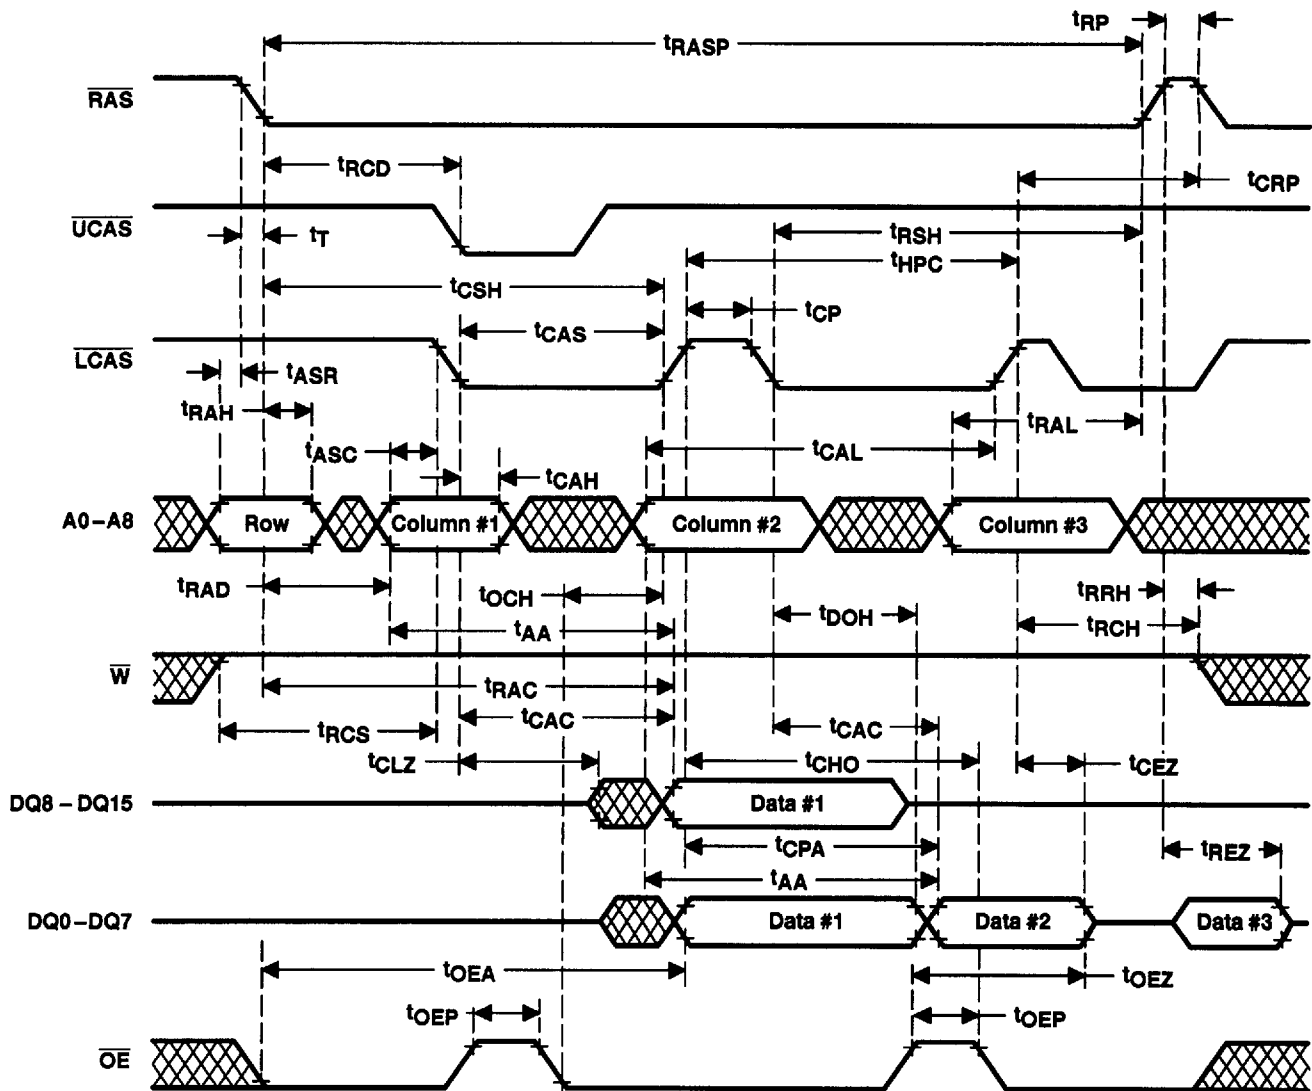 tRP
tRASP
RAS
tRCD
tCRP
UCAS
tT
tRSH
tHPC
tCSH
tCP
tCAS
LCAS
tASR
tRAH
tRAL
tASC
tCAL
tCAH
A0–A8 Row Column #1 Column #2 Column #3
tRAD
tOCH
tRRH
tDOH
tRCH
tAA
W
tRAC
tCAC
tCAC
tRCS
tCLZ
tCHO
tCEZ
DQ8 – DQ15 Data #1
tCPA
tREZ
tAA
DQ0–DQ7 Data #1 Data #2 Data #3
tOEA
tOEZ
tOEP
tOEP
OE